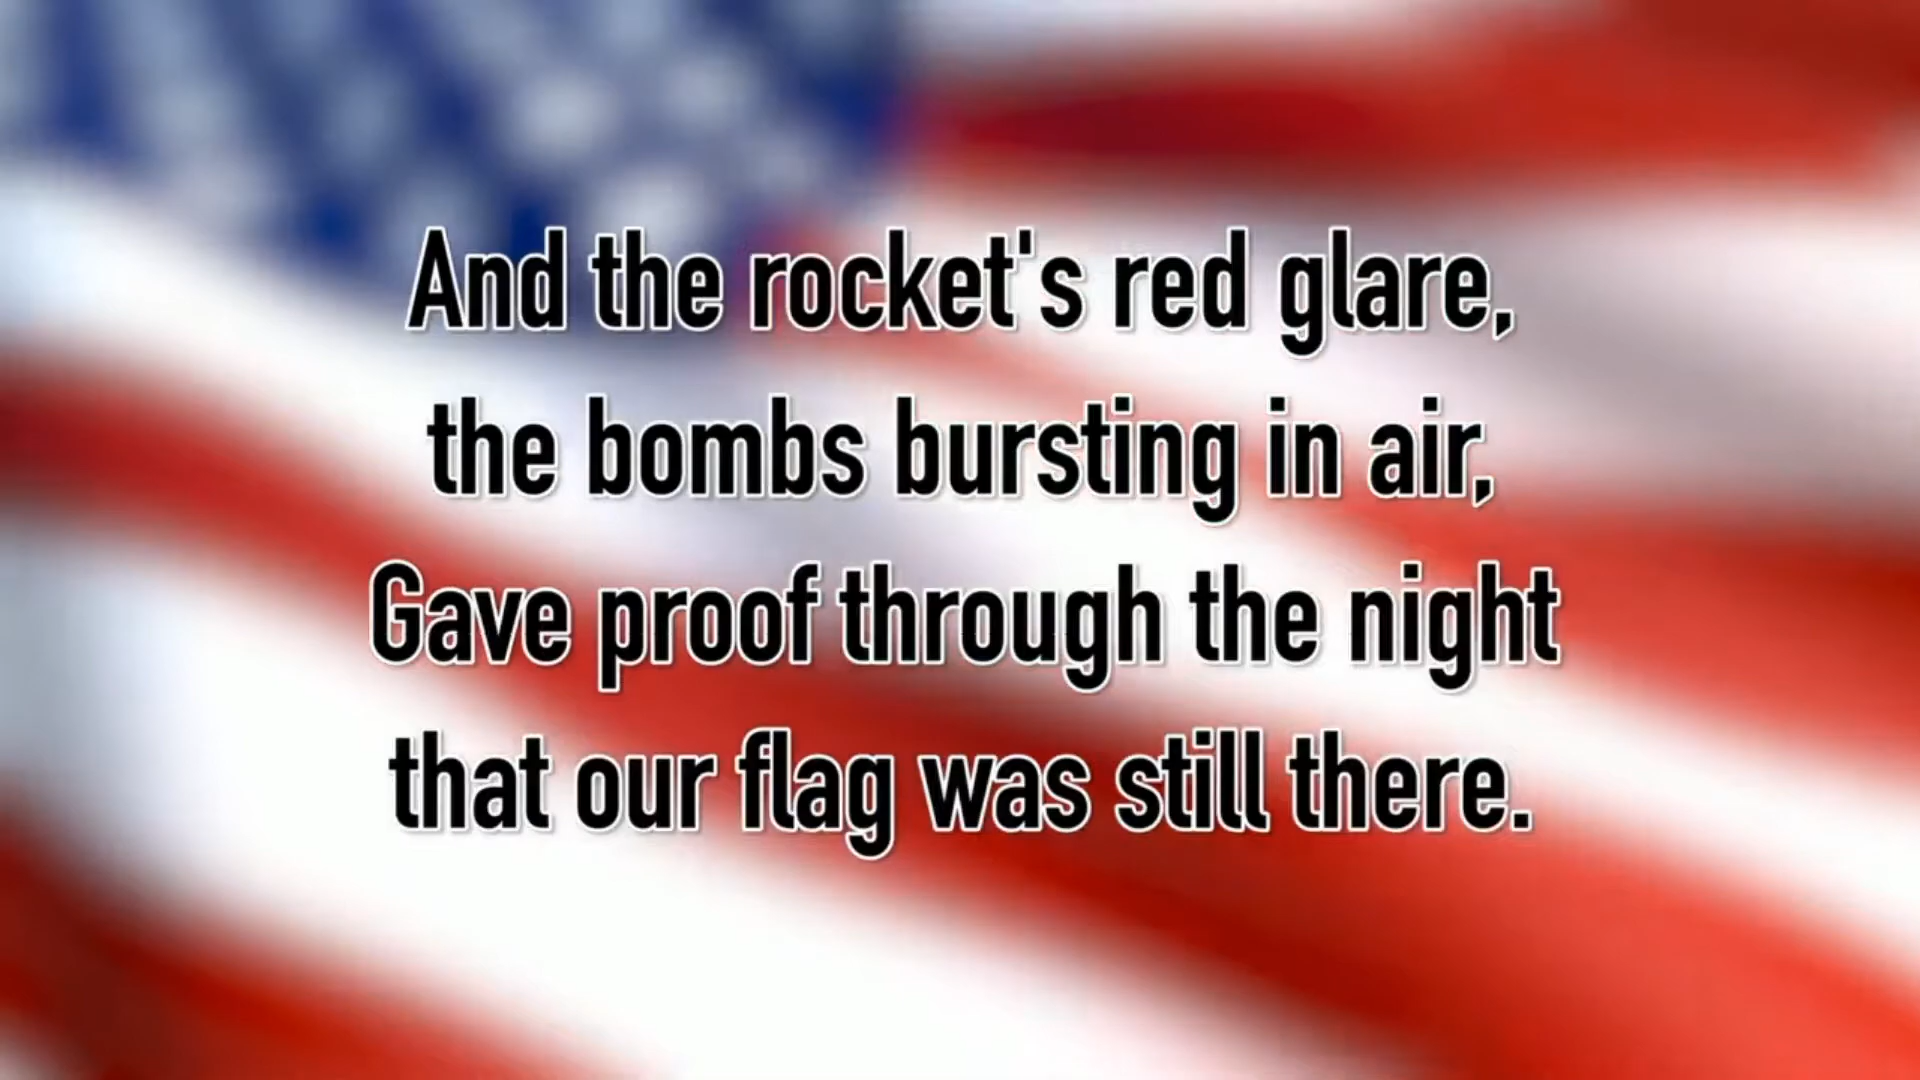 And the rocket's red glare,
the bombs bursting in air,
Gave proof through the night
that our flag was still there.